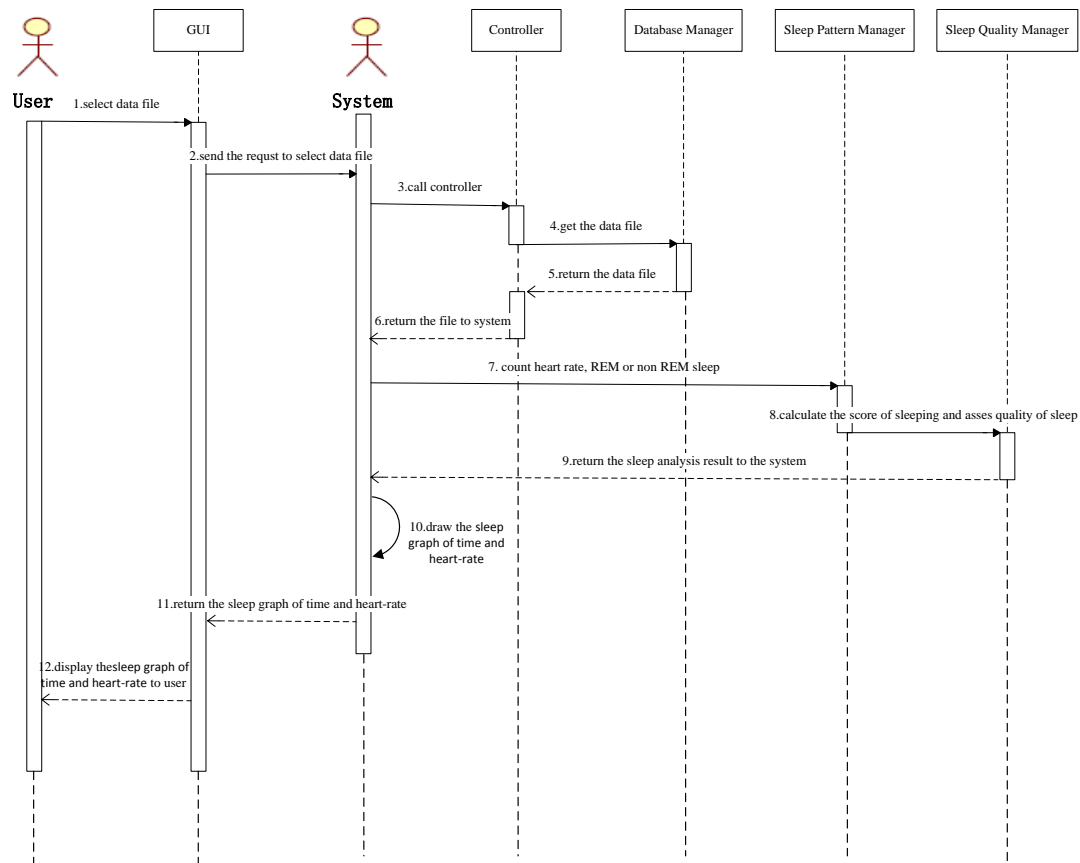 GUI
Controller
Database Manager
Sleep Pattern Manager
Sleep Quality Manager
User
System
1.select data file
2.send the requst to select data file
3.call controller
4.get the data file
5.return the data file
6.return the file to system
7. count heart rate, REM or non REM sleep
8.calculate the score of sleeping and asses quality of sleep
9.return the sleep analysis result to the system
10.draw the sleep
graph of time and
heart-rate
11.return the sleep graph of time and heart-rate
12.display thesleep graph of
time and heart-rate to user